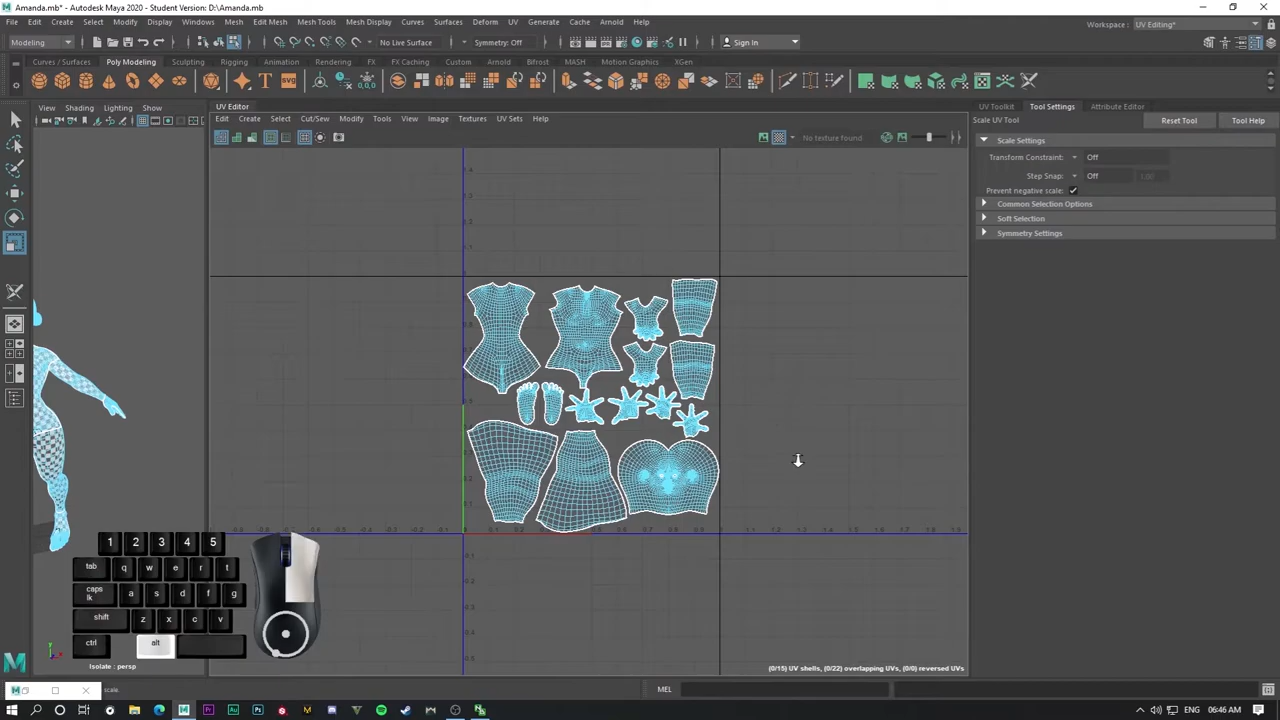 Amanda.mb* - Autodesk Maya 2020 - Student Version: D:\Amanda.mb
File Edit Create Select Modify Display Windows Mesh Edit Mesh Mesh Tools Mesh Display Curves Surfaces Deform UV Generate Cache Arnold Help
Workspace : UV Editing*
Modeling No Live Surface Symmetry: Off Sign In
Curves / Surfaces Poly Modeling Sculpting Rigging Animation Rendering FX FX Caching Custom Arnold Bifrost MASH Motion Graphics XGen
View Shading Lighting Show
UV Editor
UV Toolkit Tool Settings Attribute Editor
Edit Create Select Cut/Sew Modify Tools View Image Textures UV Sets Help
Scale UV Tool Reset Tool Tool Help
No texture found
Scale Settings
Transform Constraint: Off
Step Snap: Off 1.00
Prevent negative scale:
Common Selection Options
Soft Selection
Symmetry Settings
1 2 3 4 5
tab q w e r t
caps lk a s d f g
shift z x c v
ctrl alt
Isolate : persp
(0/15) UV shells, (0/22) overlapping UVs, (0/0) reversed UVs
scale. MEL
06:46 AM